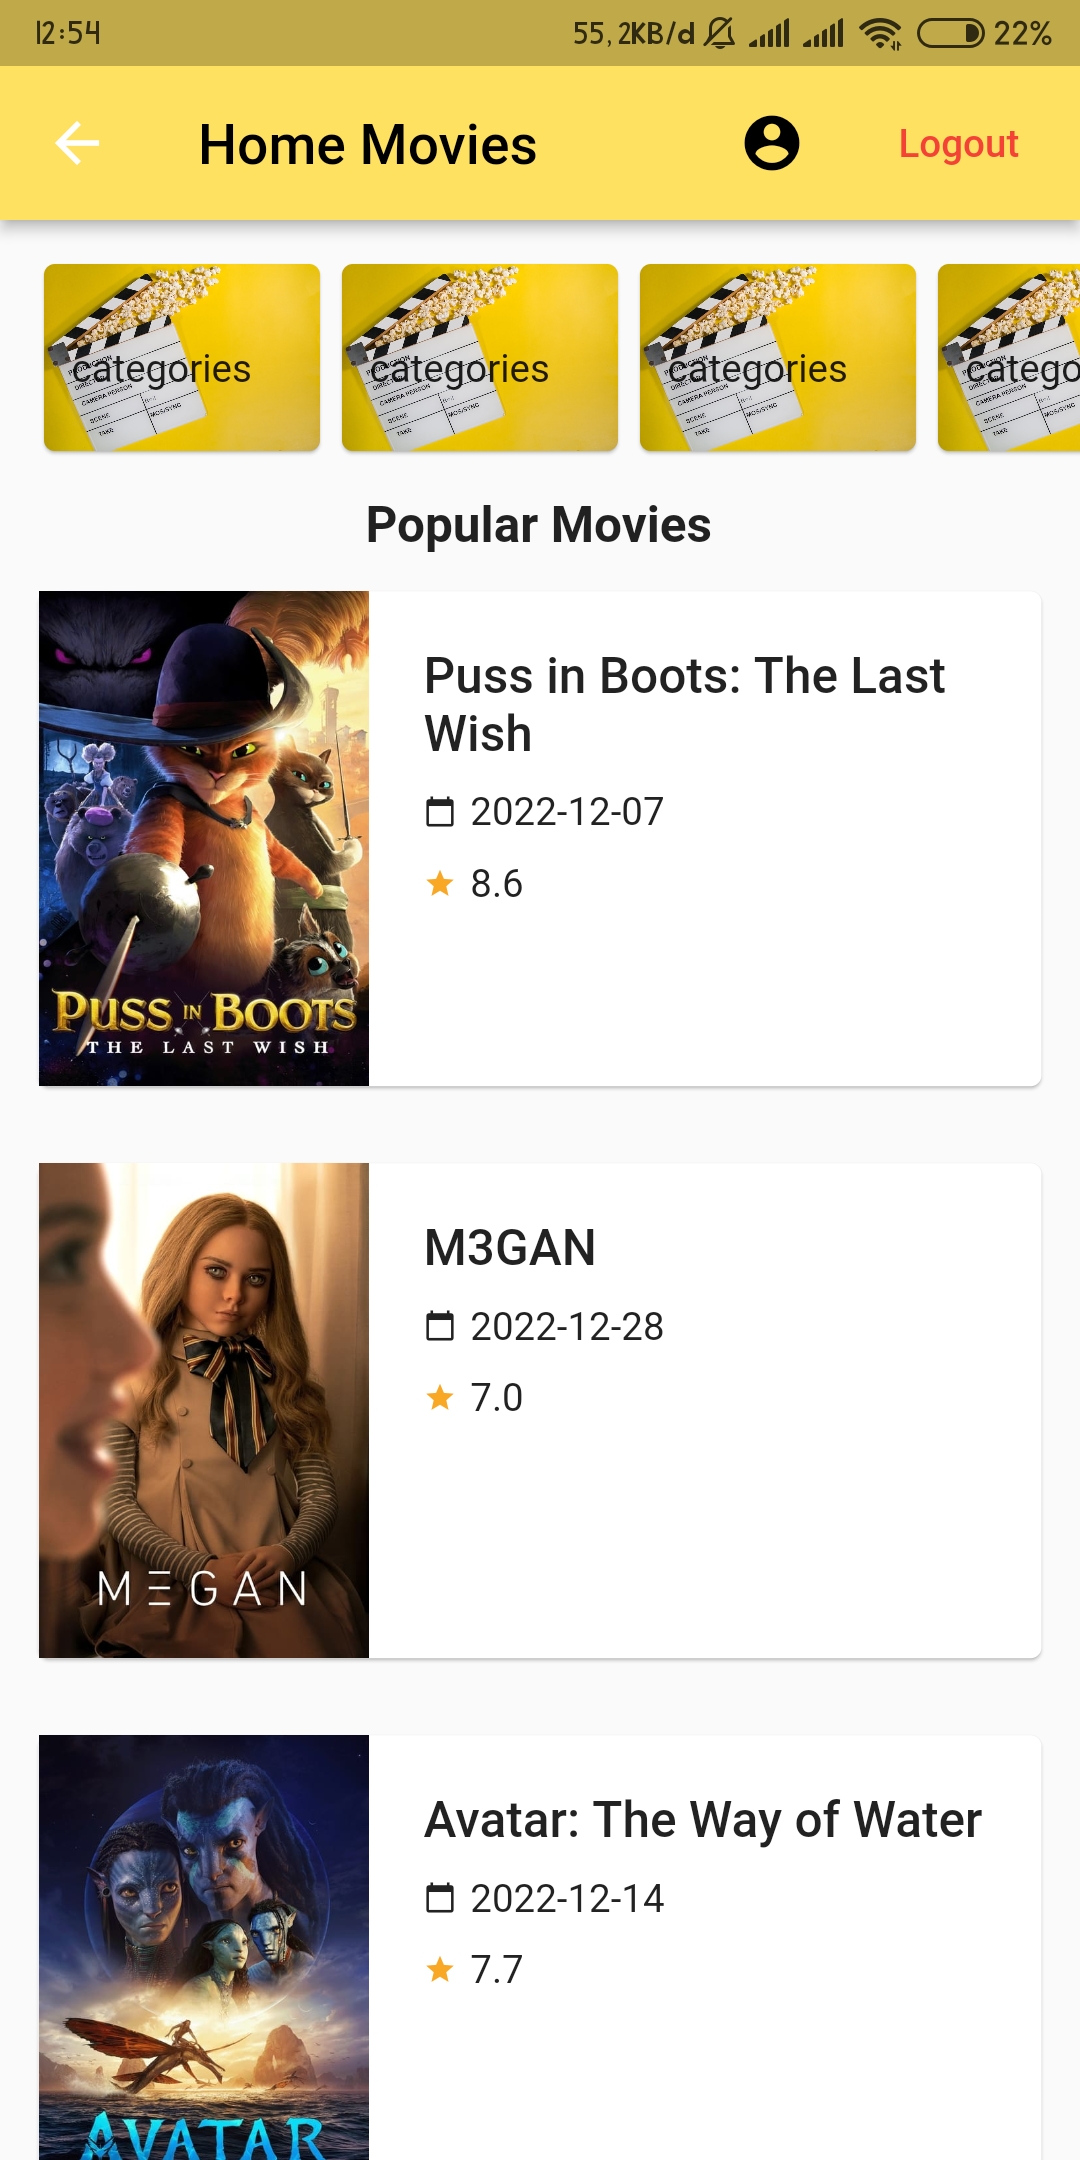 12:54
55,2KB/d
22%
Home Movies
Logout
categories
categories
categories
catego
Popular Movies
PUSS IN BOOTS
THE LAST WISH
Puss in Boots: The Last
Wish
2022-12-07
8.6
MΞGAN
M3GAN
2022-12-28
7.0
AVATAR
Avatar: The Way of Water
2022-12-14
7.7